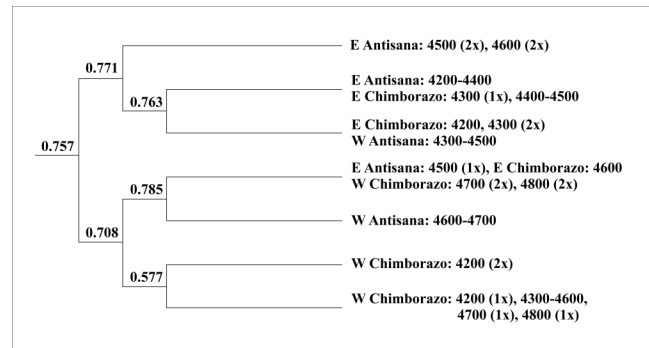 E Antisana: 4500 (2x), 4600 (2x)
0.771
E Antisana: 4200-4400
E Chimborazo: 4300 (1x), 4400-4500
0.763
E Chimborazo: 4200, 4300 (2x)
W Antisana: 4300-4500
0.757
E Antisana: 4500 (1x), E Chimborazo: 4600
W Chimborazo: 4700 (2x), 4800 (2x)
0.785
W Antisana: 4600-4700
0.708
W Chimborazo: 4200 (2x)
0.577
W Chimborazo: 4200 (1x), 4300-4600,
4700 (1x), 4800 (1x)